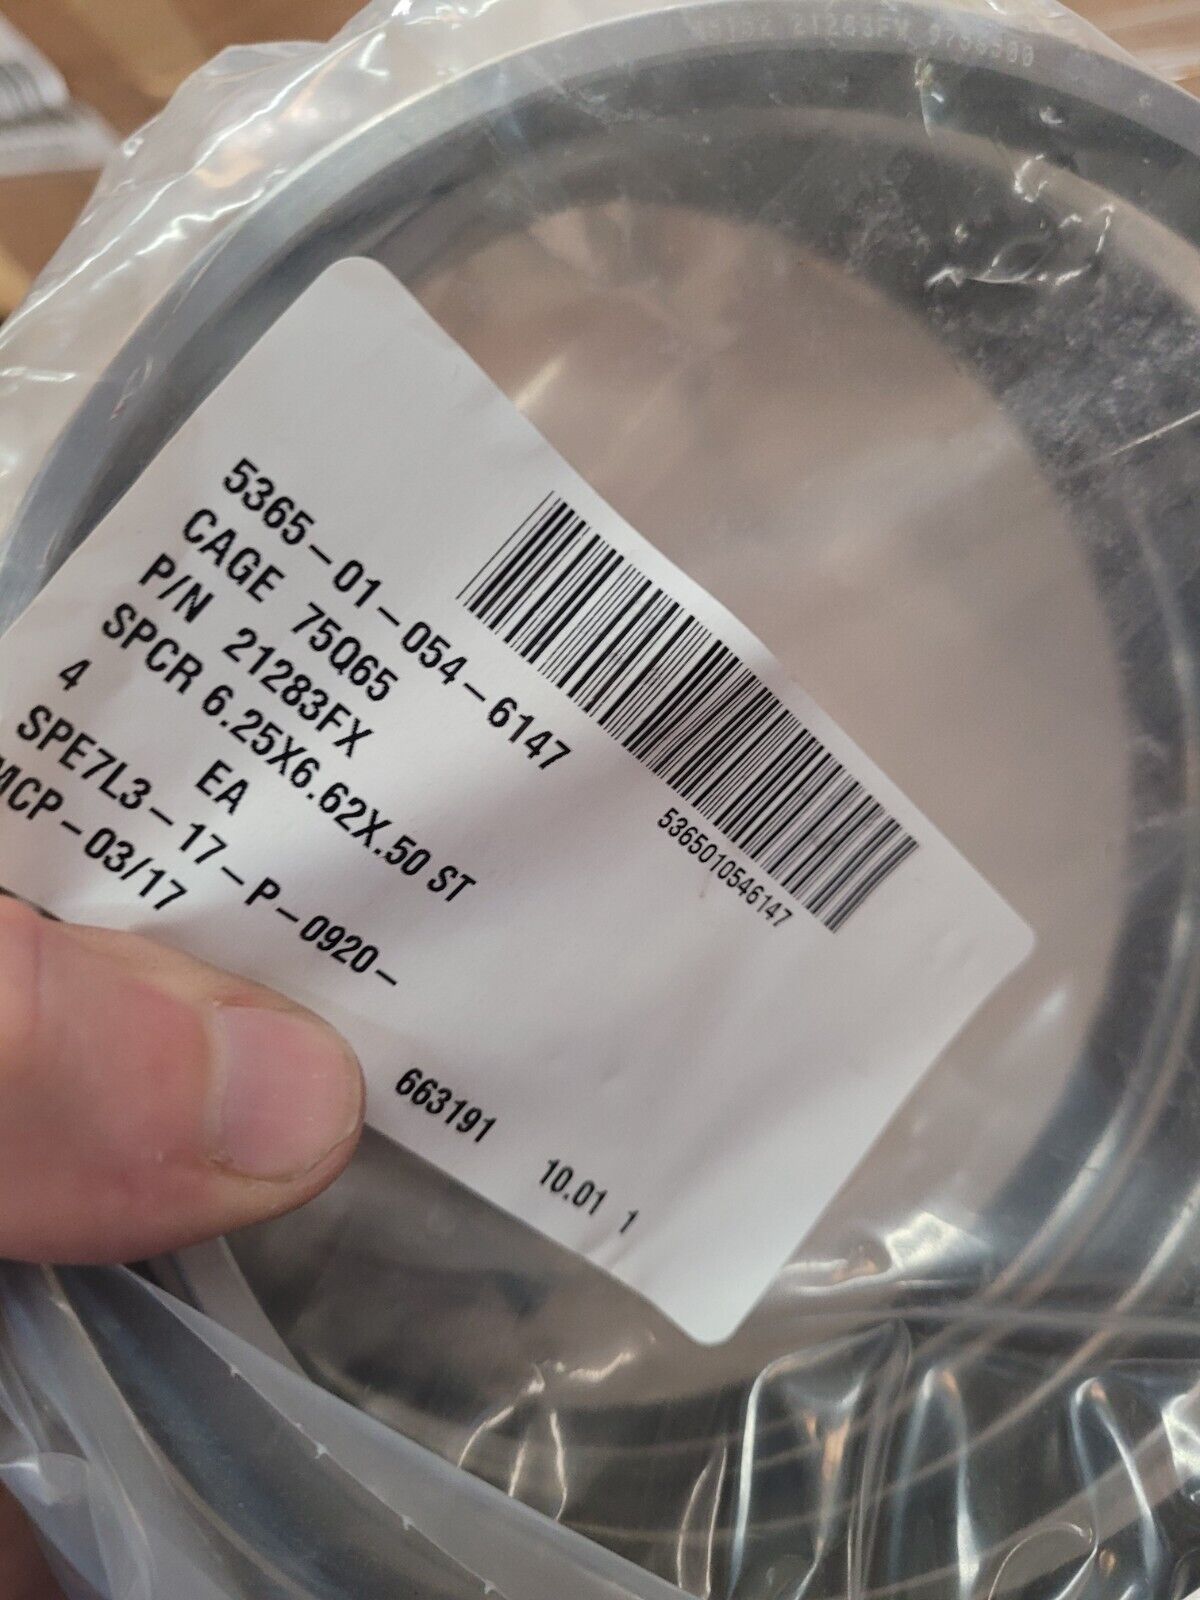 21283FX
5365-01-054-6147
CAGE 75Q65
P/N 21283FX
SPCR 6.25X6.62X.50 ST
4 EA
SPE7L3-17-P-0920-
MCP-03/17
5365010546147
663191 10.01 1